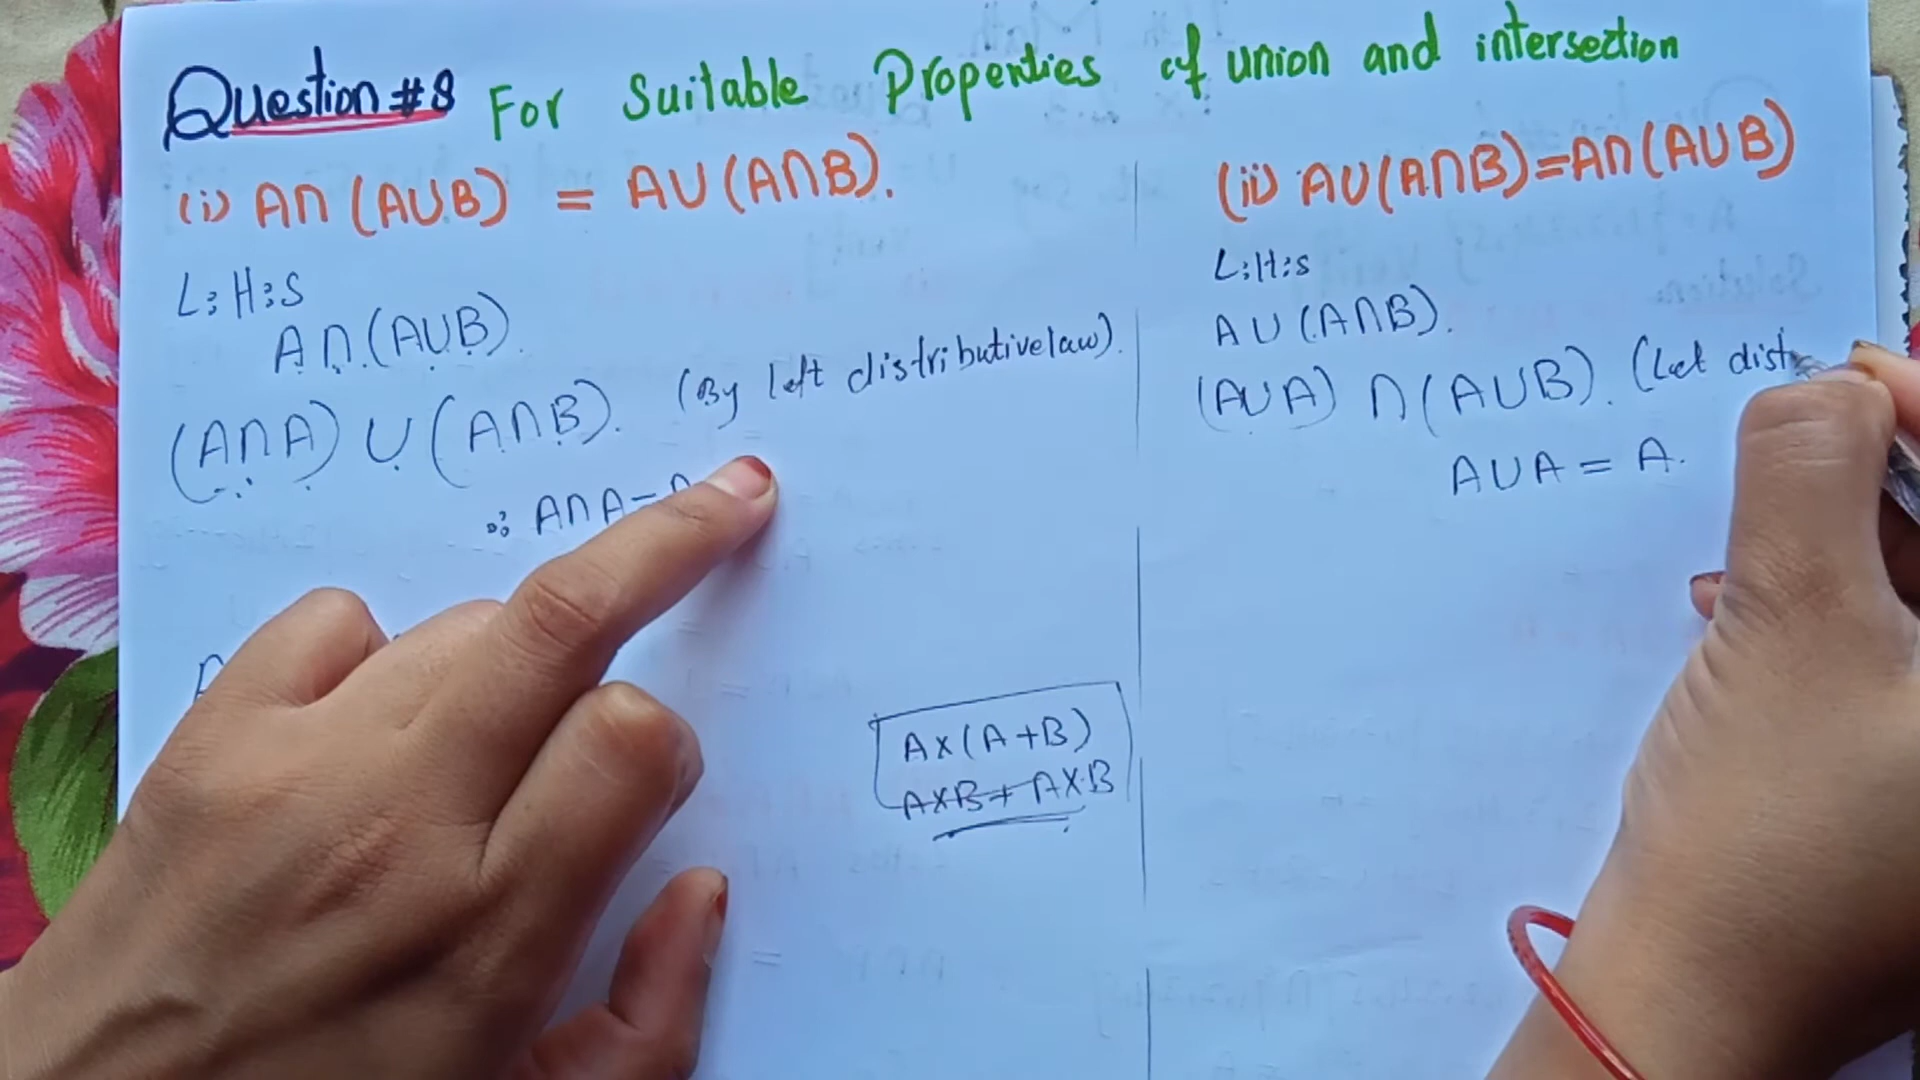 Question #8 For Suitable Properties of union and intersection
(i) A∩(A∪B) = A∪(A∩B).
L:H:S
A∩(A∪B).
(A∩A) ∪ (A∩B). (By left distributive law).
∵ A∩A=A
A
A×(A+B)
A×B+A×B
(ii) A∪(A∩B)=A∩(A∪B)
L:H:S
A∪(A∩B).
(A∪A) ∩ (A∪B). (Let dist
A∪A = A.